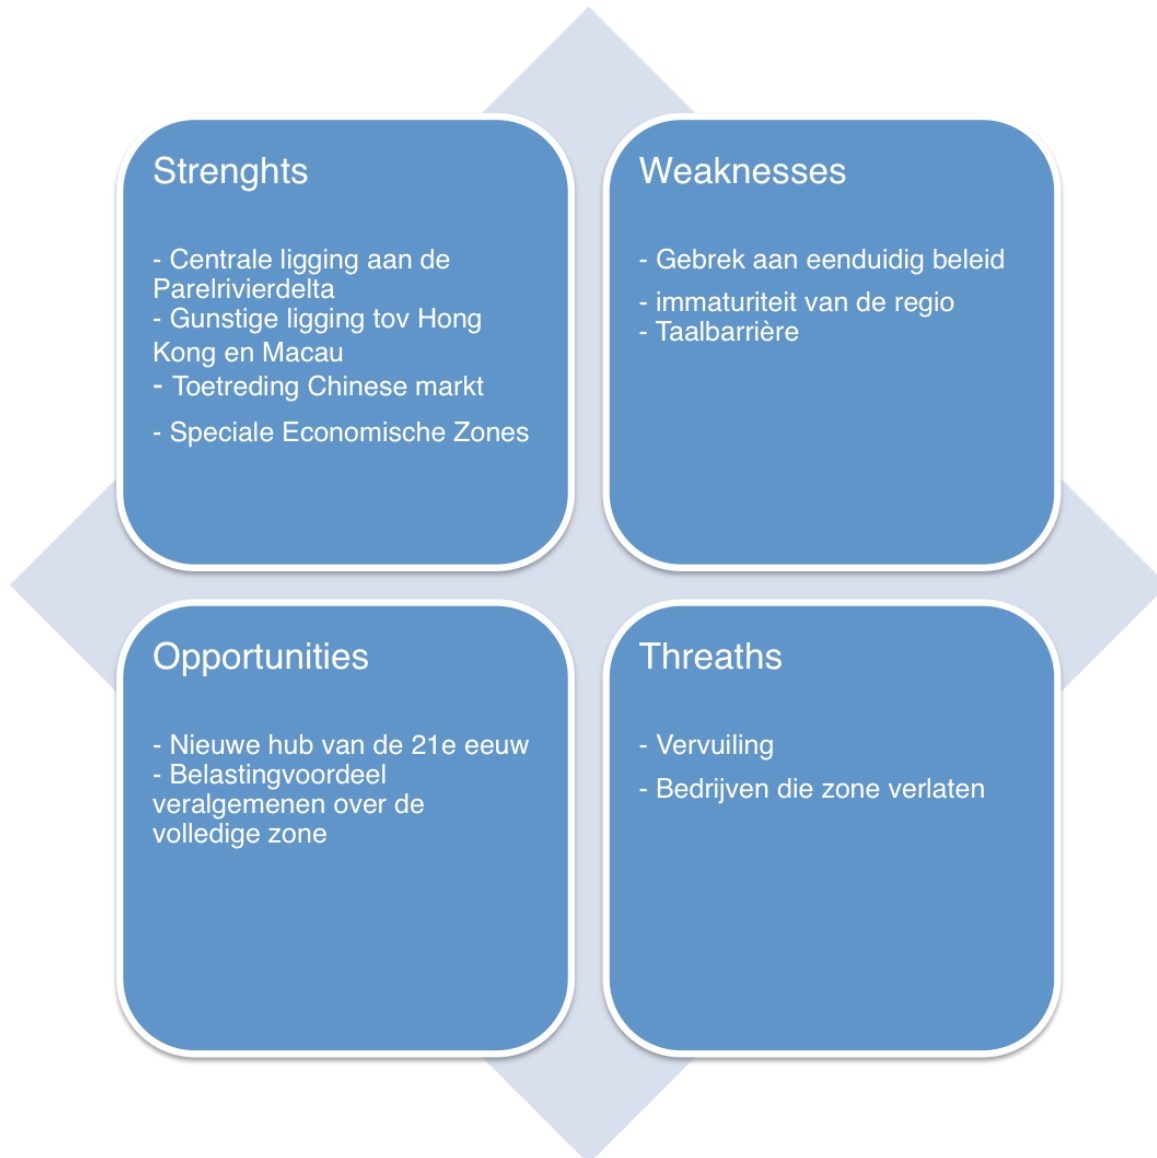 Strenghts
- Centrale ligging aan de
Parelrivierdelta
- Gunstige ligging tov Hong
Kong en Macau
- Toetreding Chinese markt
- Speciale Economische Zones
Weaknesses
- Gebrek aan eenduidig beleid
- immaturiteit van de regio
- Taalbarrière
Opportunities
- Nieuwe hub van de 21e eeuw
- Belastingvoordeel
veralgemenen over de
volledige zone
Threaths
- Vervuiling
- Bedrijven die zone verlaten